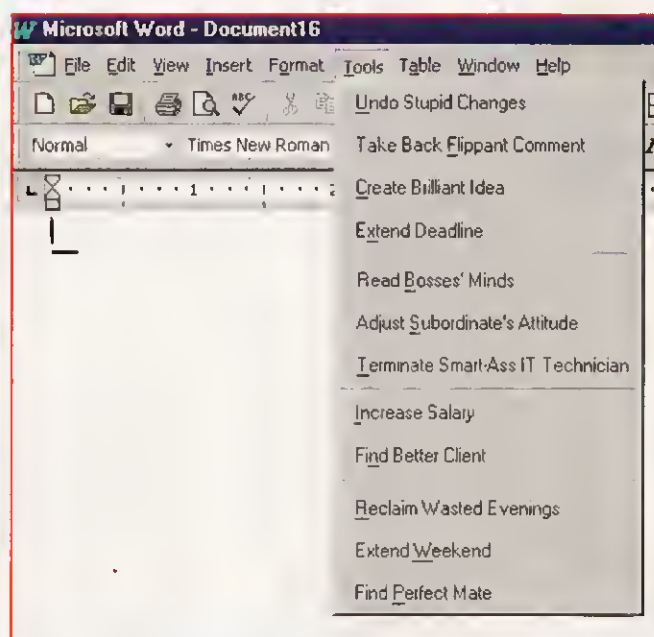 Microsoft Word - Document16
File Edit View Insert Format Tools Table Window Help
ABC
Normal Times New Roman
1
Undo Stupid Changes
Take Back Flippant Comment
Create Brilliant Idea
Extend Deadline
Read Bosses' Minds
Adjust Subordinate's Attitude
Terminate Smart-Ass IT Technician
Increase Salary
Find Better Client
Reclaim Wasted Evenings
Extend Weekend
Find Perfect Mate